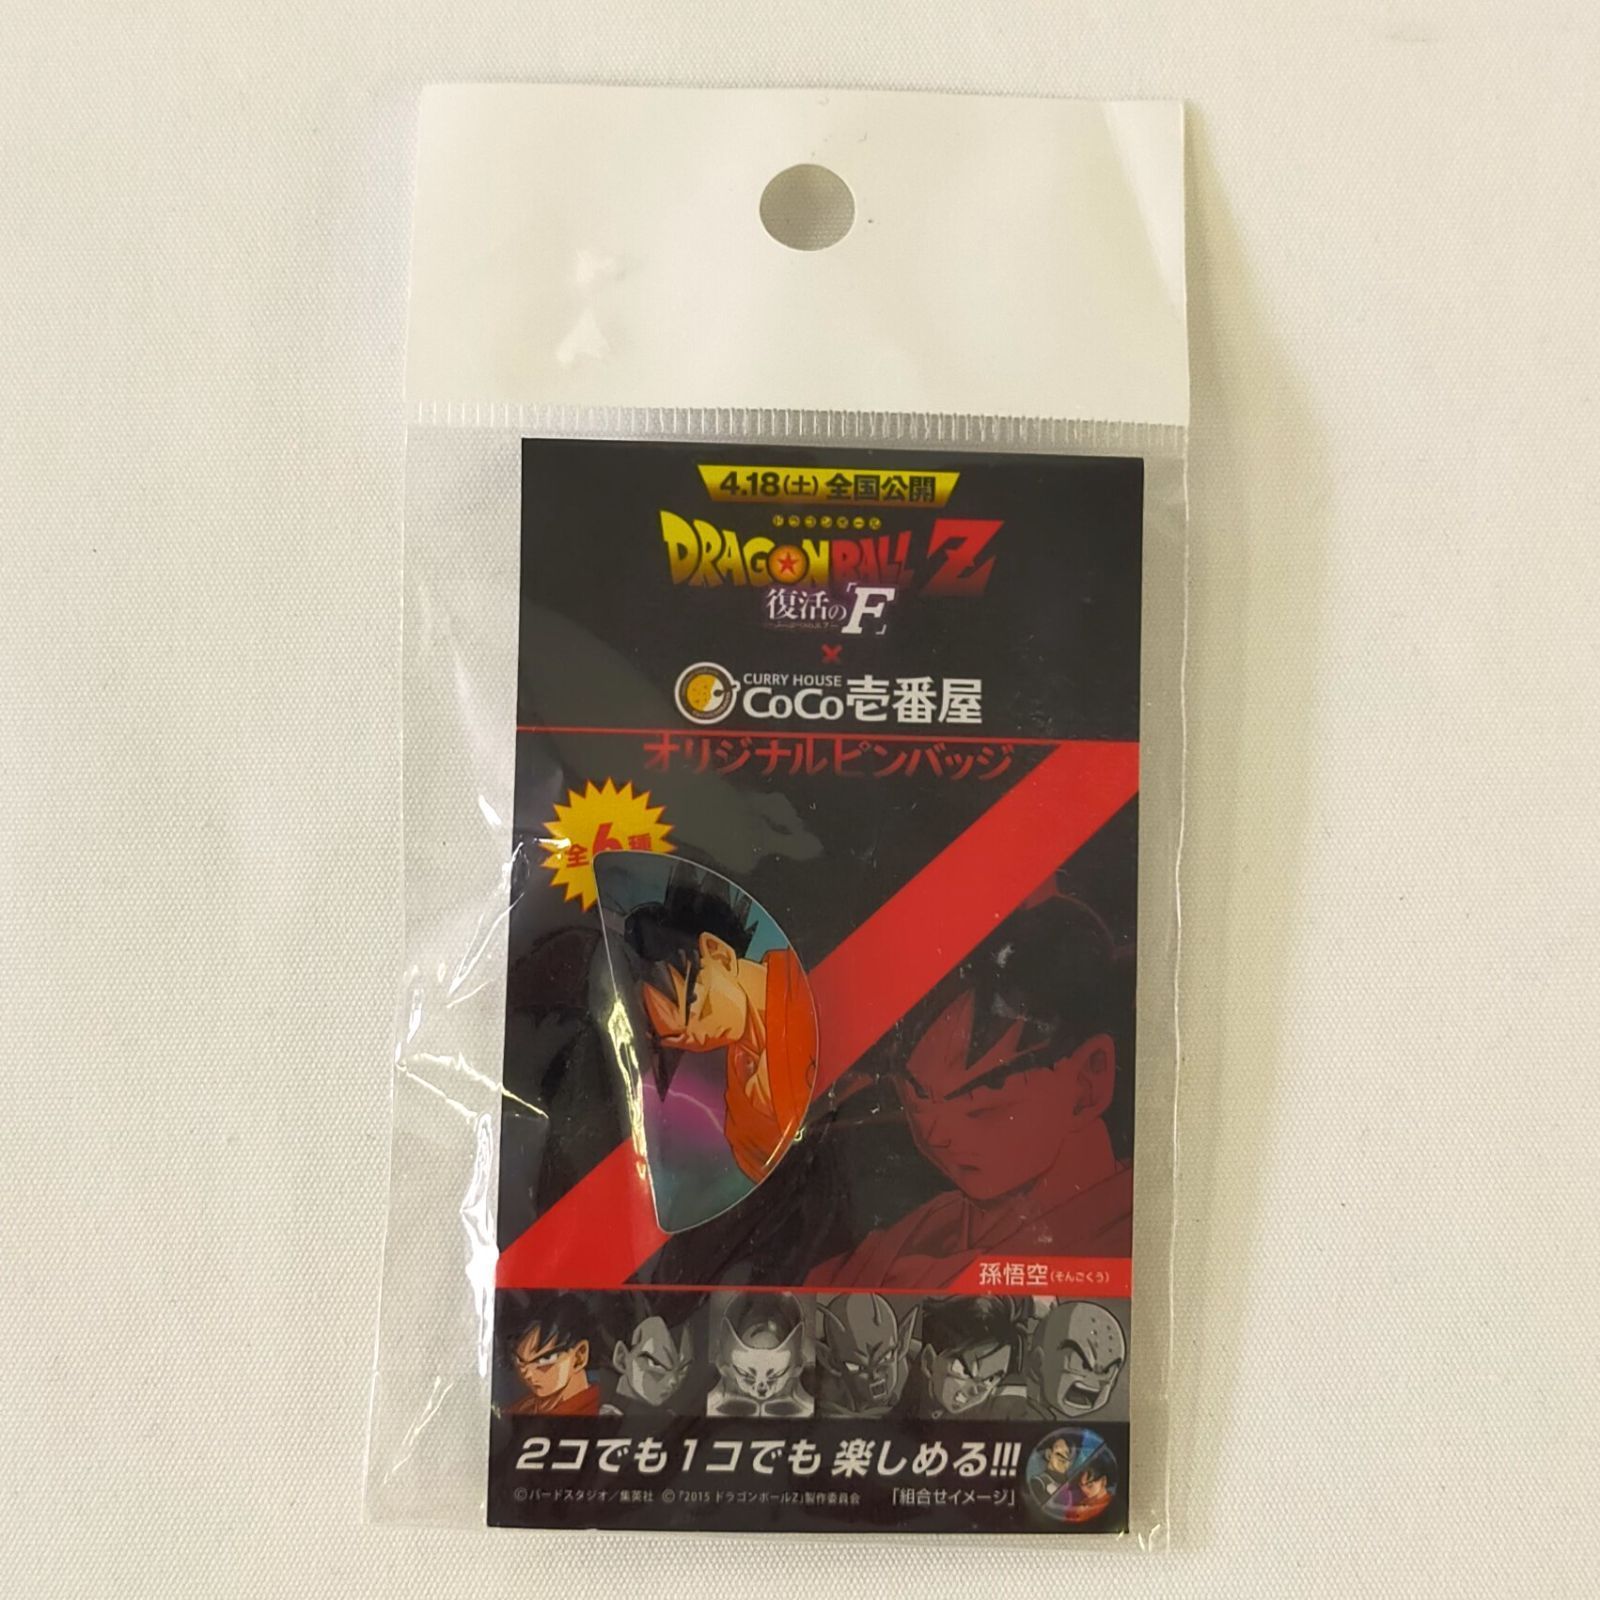 4.18(土)全国公開
ドラゴンボール
DRAGONBALL Z
復活の「F」
×
CURRY HOUSE
CoCo壱番屋
オリジナルピンバッジ
全6種
孫悟空(そんごくう)
2コでも1コでも 楽しめる!!!
©バードスタジオ/集英社 ©「2015 ドラゴンボールZ」製作委員会 「組合せイメージ」